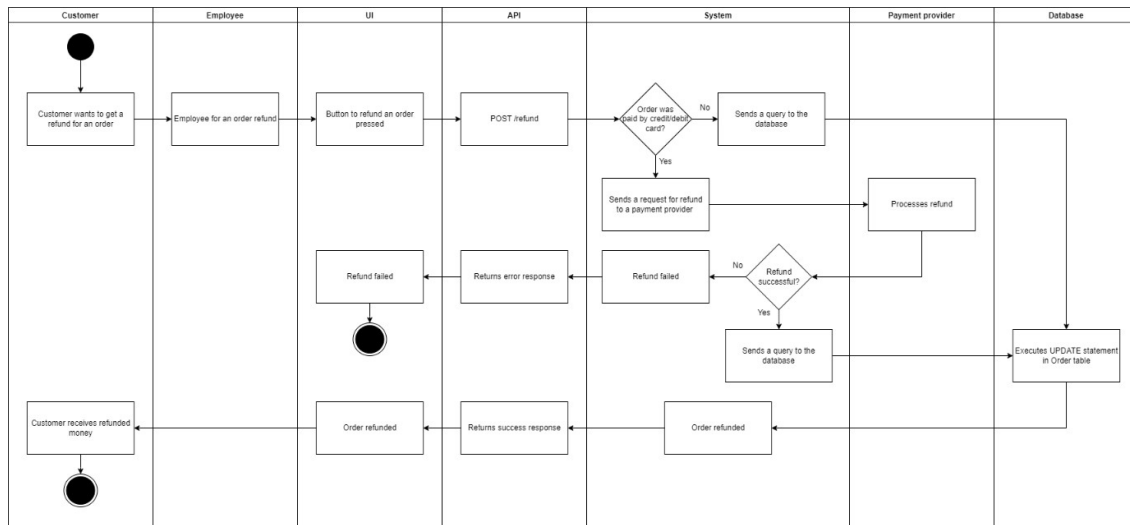 Customer
Employee
UI
API
System
Payment provider
Database
Customer wants to get a
refund for an order
Employee for an order refund
Button to refund an order
pressed
POST /refund
Order was
paid by credit/debit
card?
No
Sends a query to the
database
Yes
Sends a request for refund
to a payment provider
Processes refund
Refund failed
Returns error response
Refund failed
No
Refund
successful?
Yes
Sends a query to the
database
Executes UPDATE statement
in Order table
Customer receives refunded
money
Order refunded
Returns success response
Order refunded